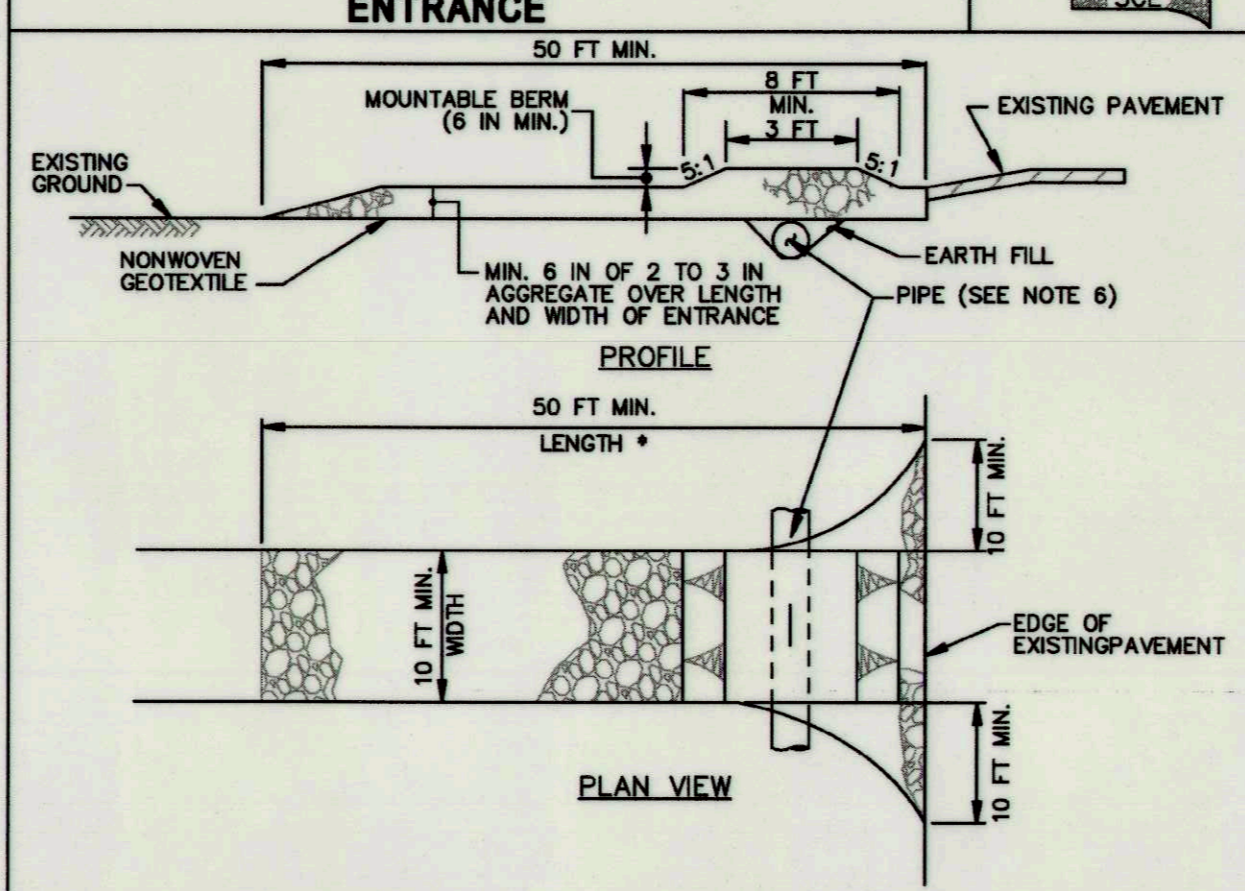 ENTRANCE
SCE
50 FT MIN.
MOUNTABLE BERM
(6 IN MIN.)
8 FT
MIN.
3 FT
5:1
5:1
EXISTING PAVEMENT
EXISTING
GROUND
NONWOVEN
GEOTEXTILE
MIN. 6 IN OF 2 TO 3 IN
AGGREGATE OVER LENGTH
AND WIDTH OF ENTRANCE
EARTH FILL
PIPE (SEE NOTE 6)
PROFILE
50 FT MIN.
LENGTH *
10 FT MIN.
10 FT MIN.
WIDTH
EDGE OF
EXISTINGPAVEMENT
10 FT MIN.
PLAN VIEW